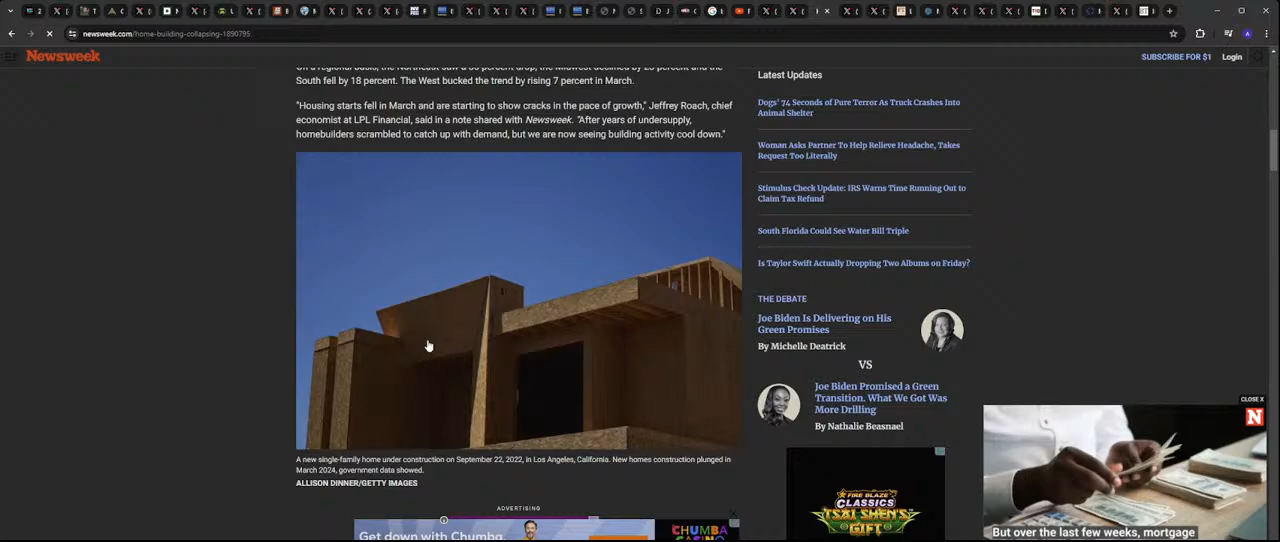 newsweek.com/home-building-collapsing-1890795
Newsweek
SUBSCRIBE FOR $1
Login
South fell by 18 percent. The West bucked the trend by rising 7 percent in March.
"Housing starts fell in March and are starting to show cracks in the pace of growth," Jeffrey Roach, chief
economist at LPL Financial, said in a note shared with Newsweek. "After years of undersupply,
homebuilders scrambled to catch up with demand, but we are now seeing building activity cool down."
A new single-family home under construction on September 22, 2022, in Los Angeles, California. New homes construction plunged in
March 2024, government data showed.
ALLISON DINNER/GETTY IMAGES
ADVERTISING
Get down with Chumba.
CHUMBA
CASINO
Latest Updates
Dogs' 74 Seconds of Pure Terror As Truck Crashes Into
Animal Shelter
Woman Asks Partner To Help Relieve Headache, Takes
Request Too Literally
Stimulus Check Update: IRS Warns Time Running Out to
Claim Tax Refund
South Florida Could See Water Bill Triple
Is Taylor Swift Actually Dropping Two Albums on Friday?
THE DEBATE
Joe Biden Is Delivering on His
Green Promises
By Michelle Deatrick
VS
Joe Biden Promised a Green
Transition. What We Got Was
More Drilling
By Nathalie Beasnael
FIRE BLAZE
CLASSICS
TSAI SHEN'S
GIFT
CLOSE X
N
But over the last few weeks, mortgage